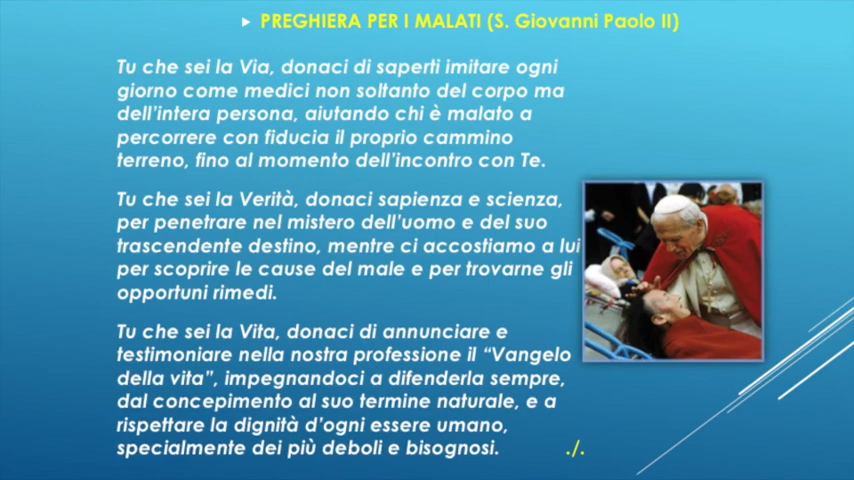 PREGHIERA PER I MALATI (S. Giovanni Paolo II)
Tu che sei la Via, donaci di saperti imitare ogni
giorno come medici non soltanto del corpo ma
dell'intera persona, aiutando chi è malato a
percorrere con fiducia il proprio cammino
terreno, fino al momento dell'incontro con Te.
Tu che sei la Verità, donaci sapienza e scienza,
per penetrare nel mistero dell'uomo e del suo
trascendente destino, mentre ci accostiamo a lui
per scoprire le cause del male e per trovarne gli
opportuni rimedi.
Tu che sei la Vita, donaci di annunciare e
testimoniare nella nostra professione il "Vangelo
della vita", impegnandoci a difenderla sempre,
dal concepimento al suo termine naturale, e a
rispettare la dignità d'ogni essere umano,
specialmente dei più deboli e bisognosi. ./.